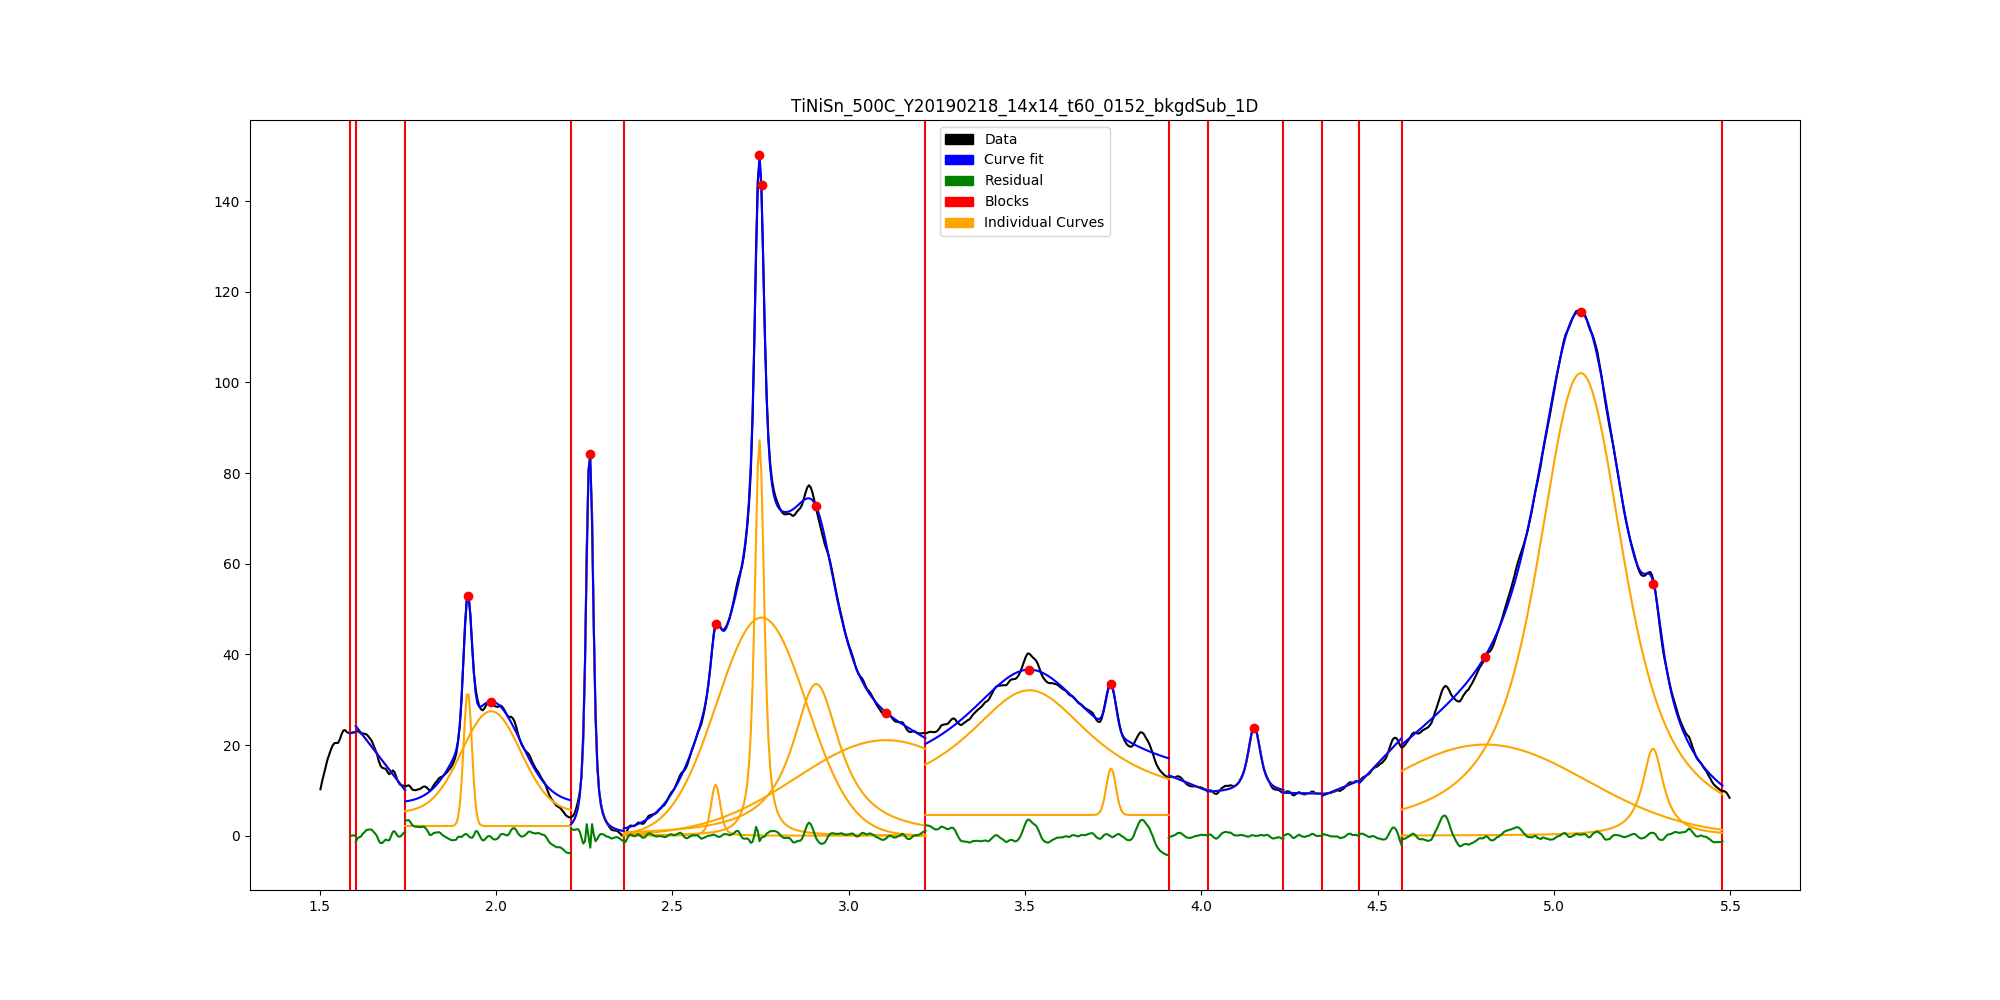 TiNiSn_500C_Y20190218_14x14_t60_0152_bkgdSub_1D
Data
Curve fit
Residual
Blocks
Individual Curves
140
120
100
80
60
40
20
0
1.5 2.0 2.5 3.0 3.5 4.0 4.5 5.0 5.5